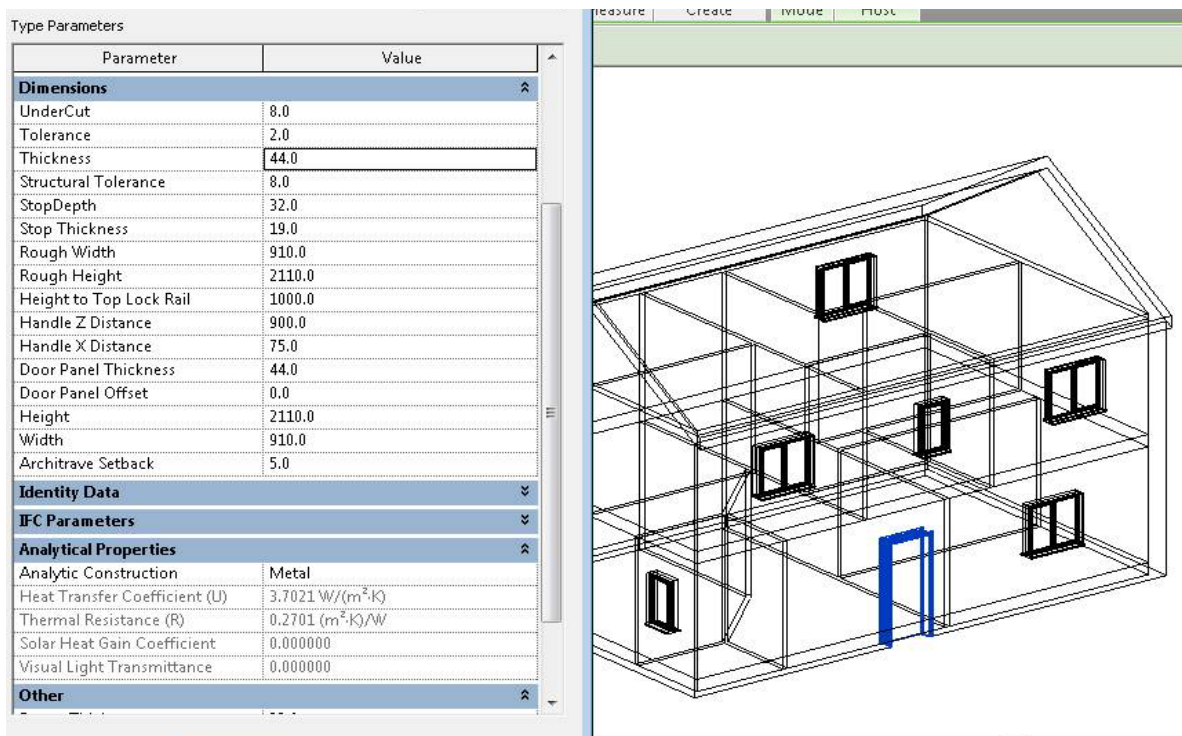 easure Create Mode Host
Type Parameters
Parameter Value
Dimensions
UnderCut 8.0
Tolerance 2.0
Thickness 44.0
Structural Tolerance 8.0
StopDepth 32.0
Stop Thickness 19.0
Rough Width 910.0
Rough Height 2110.0
Height to Top Lock Rail 1000.0
Handle Z Distance 900.0
Handle X Distance 75.0
Door Panel Thickness 44.0
Door Panel Offset 0.0
Height 2110.0
Width 910.0
Architrave Setback 5.0
Identity Data
IFC Parameters
Analytical Properties
Analytic Construction Metal
Heat Transfer Coefficient (U) 3.7021 W/(m²·K)
Thermal Resistance (R) 0.2701 (m²·K)/W
Solar Heat Gain Coefficient 0.000000
Visual Light Transmittance 0.000000
Other